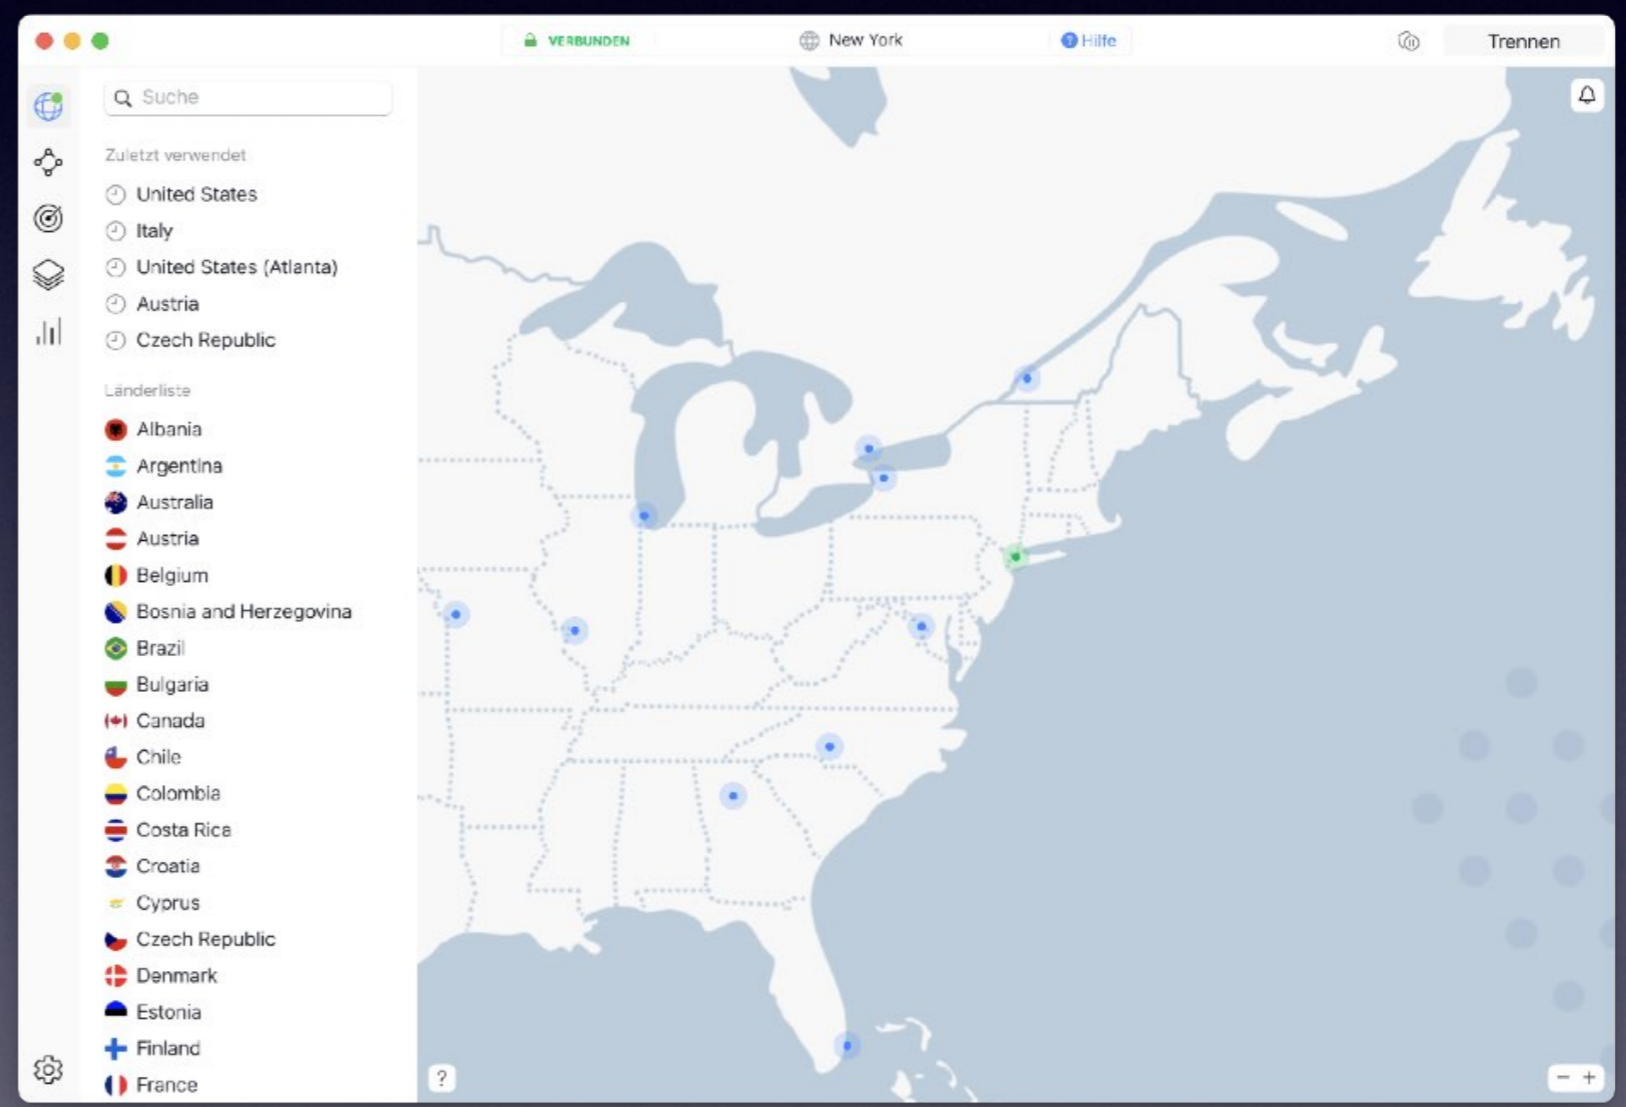 VERBUNDEN
New York
Hilfe
Trennen
Suche
Zuletzt verwendet
United States
Italy
United States (Atlanta)
Austria
Czech Republic
Länderliste
Albania
Argentina
Australia
Austria
Belgium
Bosnia and Herzegovina
Brazil
Bulgaria
Canada
Chile
Colombia
Costa Rica
Croatia
Cyprus
Czech Republic
Denmark
Estonia
Finland
France
?
− +